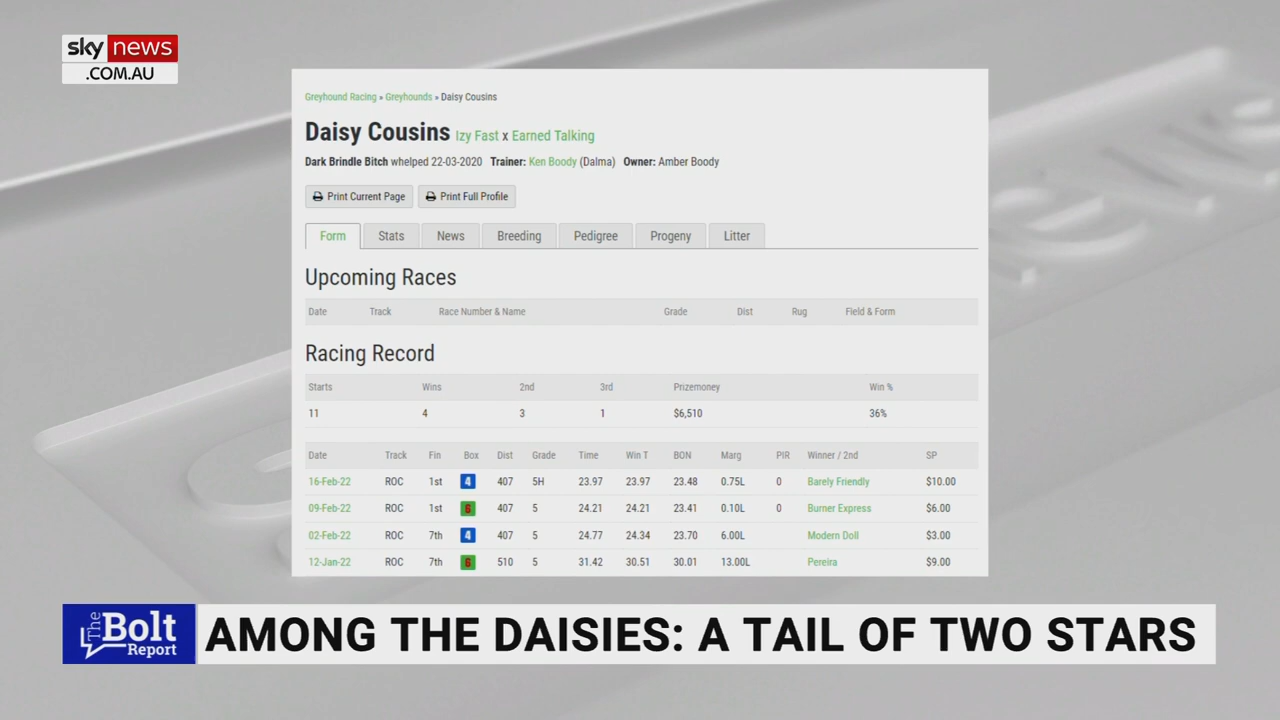 sky news
.COM.AU
Greyhound Racing » Greyhounds » Daisy Cousins
Daisy Cousins Izy Fast x Earned Talking
Dark Brindle Bitch whelped 22-03-2020 Trainer: Ken Boody (Dalma) Owner: Amber Boody
Print Current Page Print Full Profile
Form Stats News Breeding Pedigree Progeny Litter
Upcoming Races
Date Track Race Number & Name Grade Dist Rug Field & Form
Racing Record
Starts Wins 2nd 3rd Prizemoney Win %
11 4 3 1 $6,510 36%
Date Track Fin Box Dist Grade Time Win T BON Marg PIR Winner / 2nd SP
16-Feb-22 ROC 1st 4 407 5H 23.97 23.97 23.48 0.75L 0 Barely Friendly $10.00
09-Feb-22 ROC 1st 6 407 5 24.21 24.21 23.41 0.10L 0 Burner Express $6.00
02-Feb-22 ROC 7th 4 407 5 24.77 24.34 23.70 6.00L Modern Doll $3.00
12-Jan-22 ROC 7th 6 510 5 31.42 30.51 30.01 13.00L Pereira $9.00
The Bolt Report
AMONG THE DAISIES: A TAIL OF TWO STARS